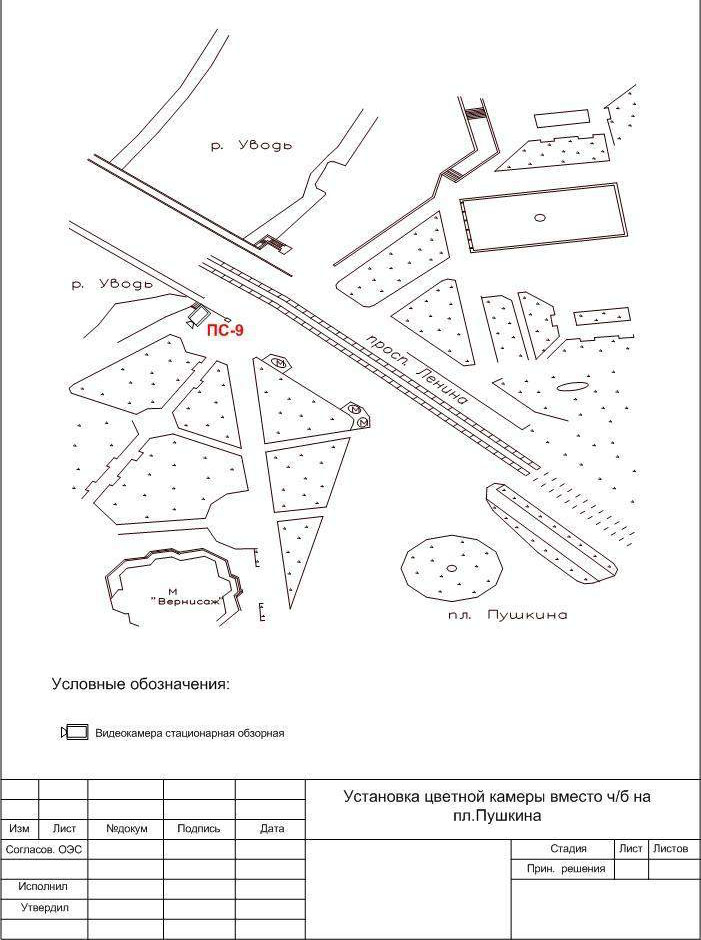 р. Уводь
р. Уводь
ПС-9
просп. Ленина
М
М
М
М
"Вернисаж"
пл. Пушкина
Условные обозначения:
Видеокамера стационарная обзорная
Установка цветной камеры вместо ч/б на
пл.Пушкина
Изм Лист №докум Подпись Дата
Согласов. ОЭС
Стадия Лист Листов
Прин. решения
Исполнил
Утвердил